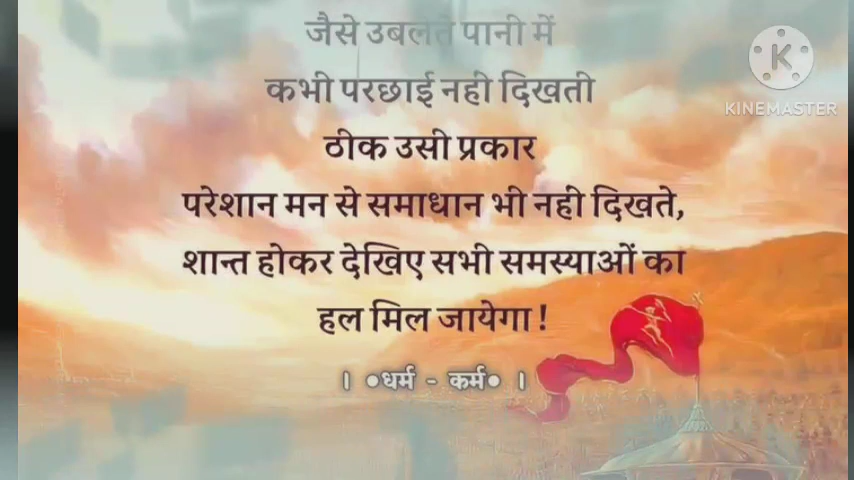 जैसे उबलते पानी में
कभी परछाई नही दिखती
ठीक उसी प्रकार
परेशान मन से समाधान भी नही दिखते,
शान्त होकर देखिए सभी समस्याओं का
हल मिल जायेगा !
। •धर्म - कर्म• ।
K
KINEMASTER